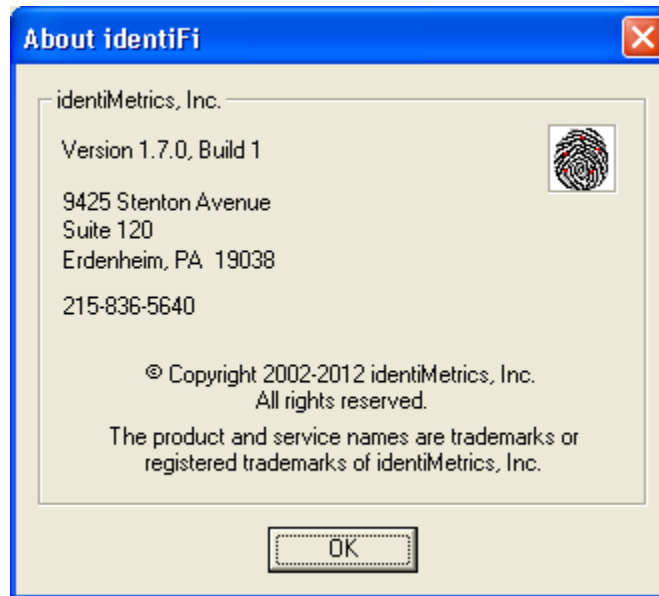 About identiFi
identiMetrics, Inc.
Version 1.7.0, Build 1
9425 Stenton Avenue
Suite 120
Erdenheim, PA  19038
215-836-5640
© Copyright 2002-2012 identiMetrics, Inc.
All rights reserved.
The product and service names are trademarks or
registered trademarks of identiMetrics, Inc.
OK